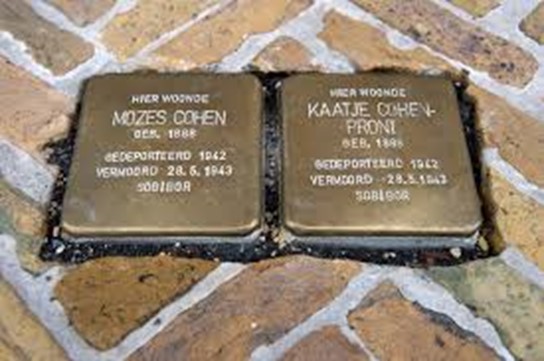 HIER WOONDE
MOZES COHEN
GEB. 1888
GEDEPORTEERD 1942
VERMOORD 28.5.1943
SOBIBOR
HIER WOONDE
KAATJE COHEN-
PRONI
GEB.
GEDEPORTEERD 1942
VERMOORD 28.5.1943
SOBIBOR